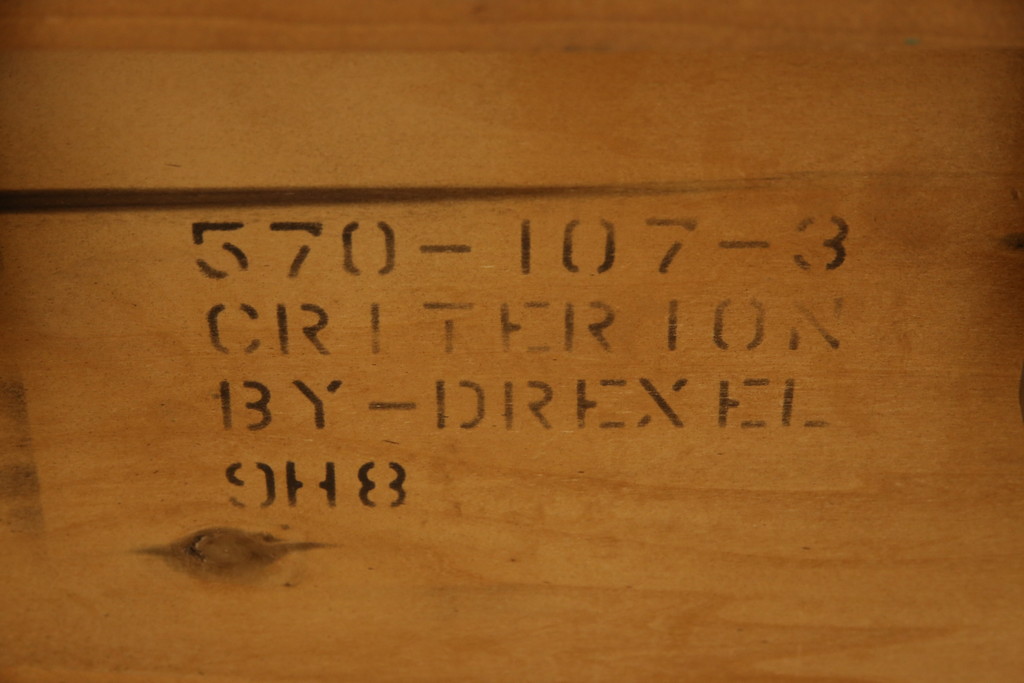 570-107-3
CRITERION
BY-DREXEL
9H8